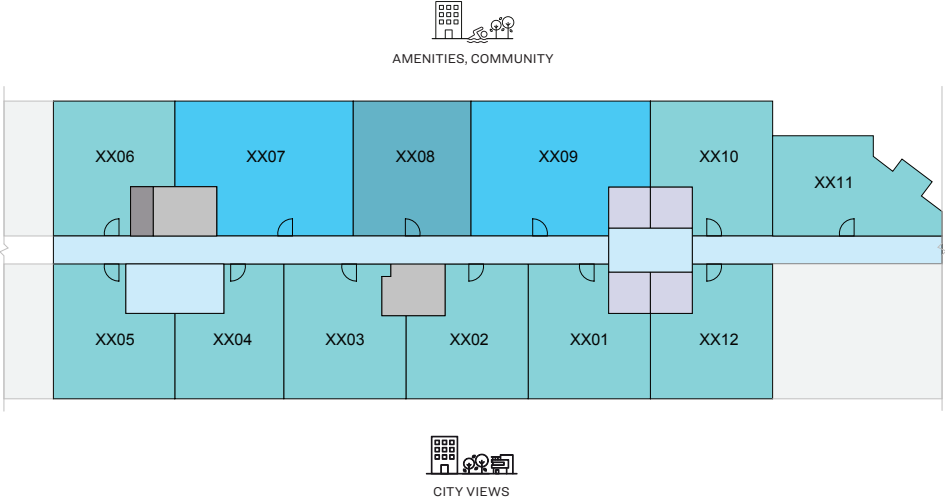 AMENITIES, COMMUNITY
XX06 XX07 XX08 XX09 XX10
XX11
XX05 XX04 XX03 XX02 XX01 XX12
CITY VIEWS